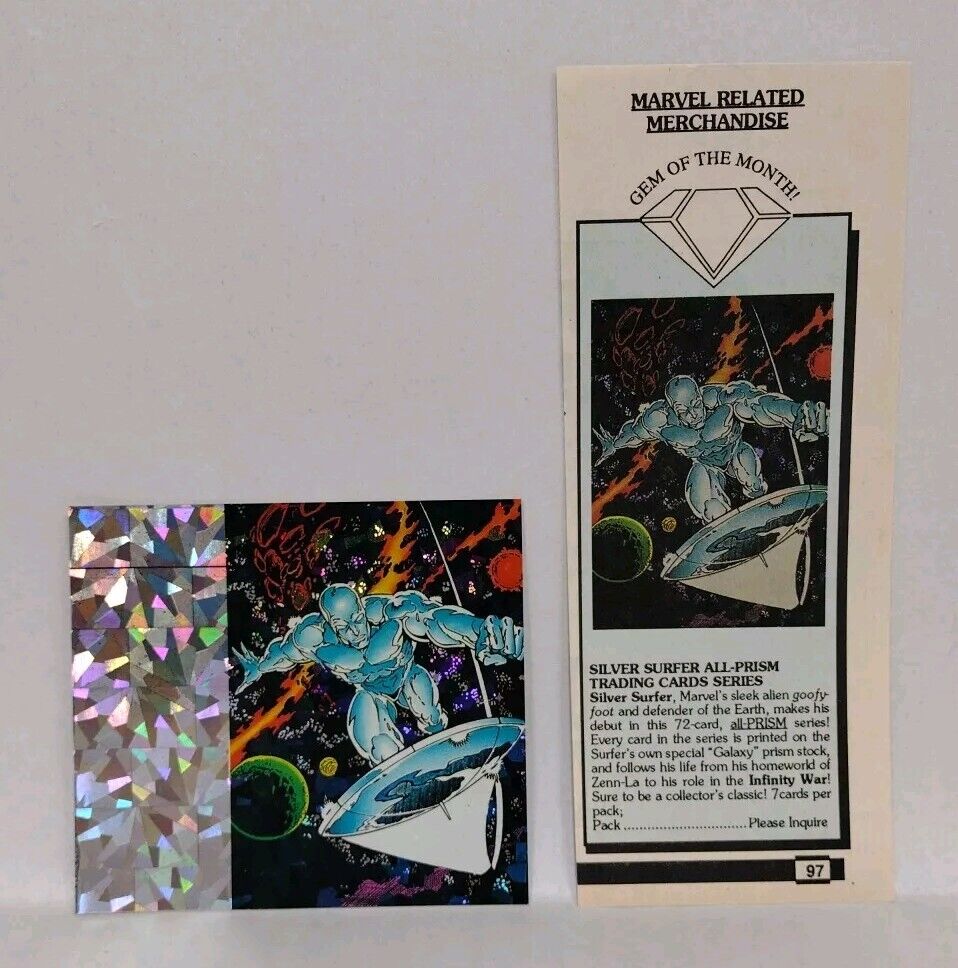 MARVEL RELATED
MERCHANDISE
GEM OF THE MONTH!
SILVER SURFER ALL-PRISM
TRADING CARDS SERIES
Silver Surfer, Marvel's sleek alien goofy-
foot and defender of the Earth, makes his
debut in this 72-card, all-PRISM series!
Every card in the series is printed on the
Surfer's own special "Galaxy" prism stock,
and follows his life from his homeworld of
Zenn-La to his role in the Infinity War!
Sure to be a collector's classic! 7cards per
pack;
Pack ..............................Please Inquire
97